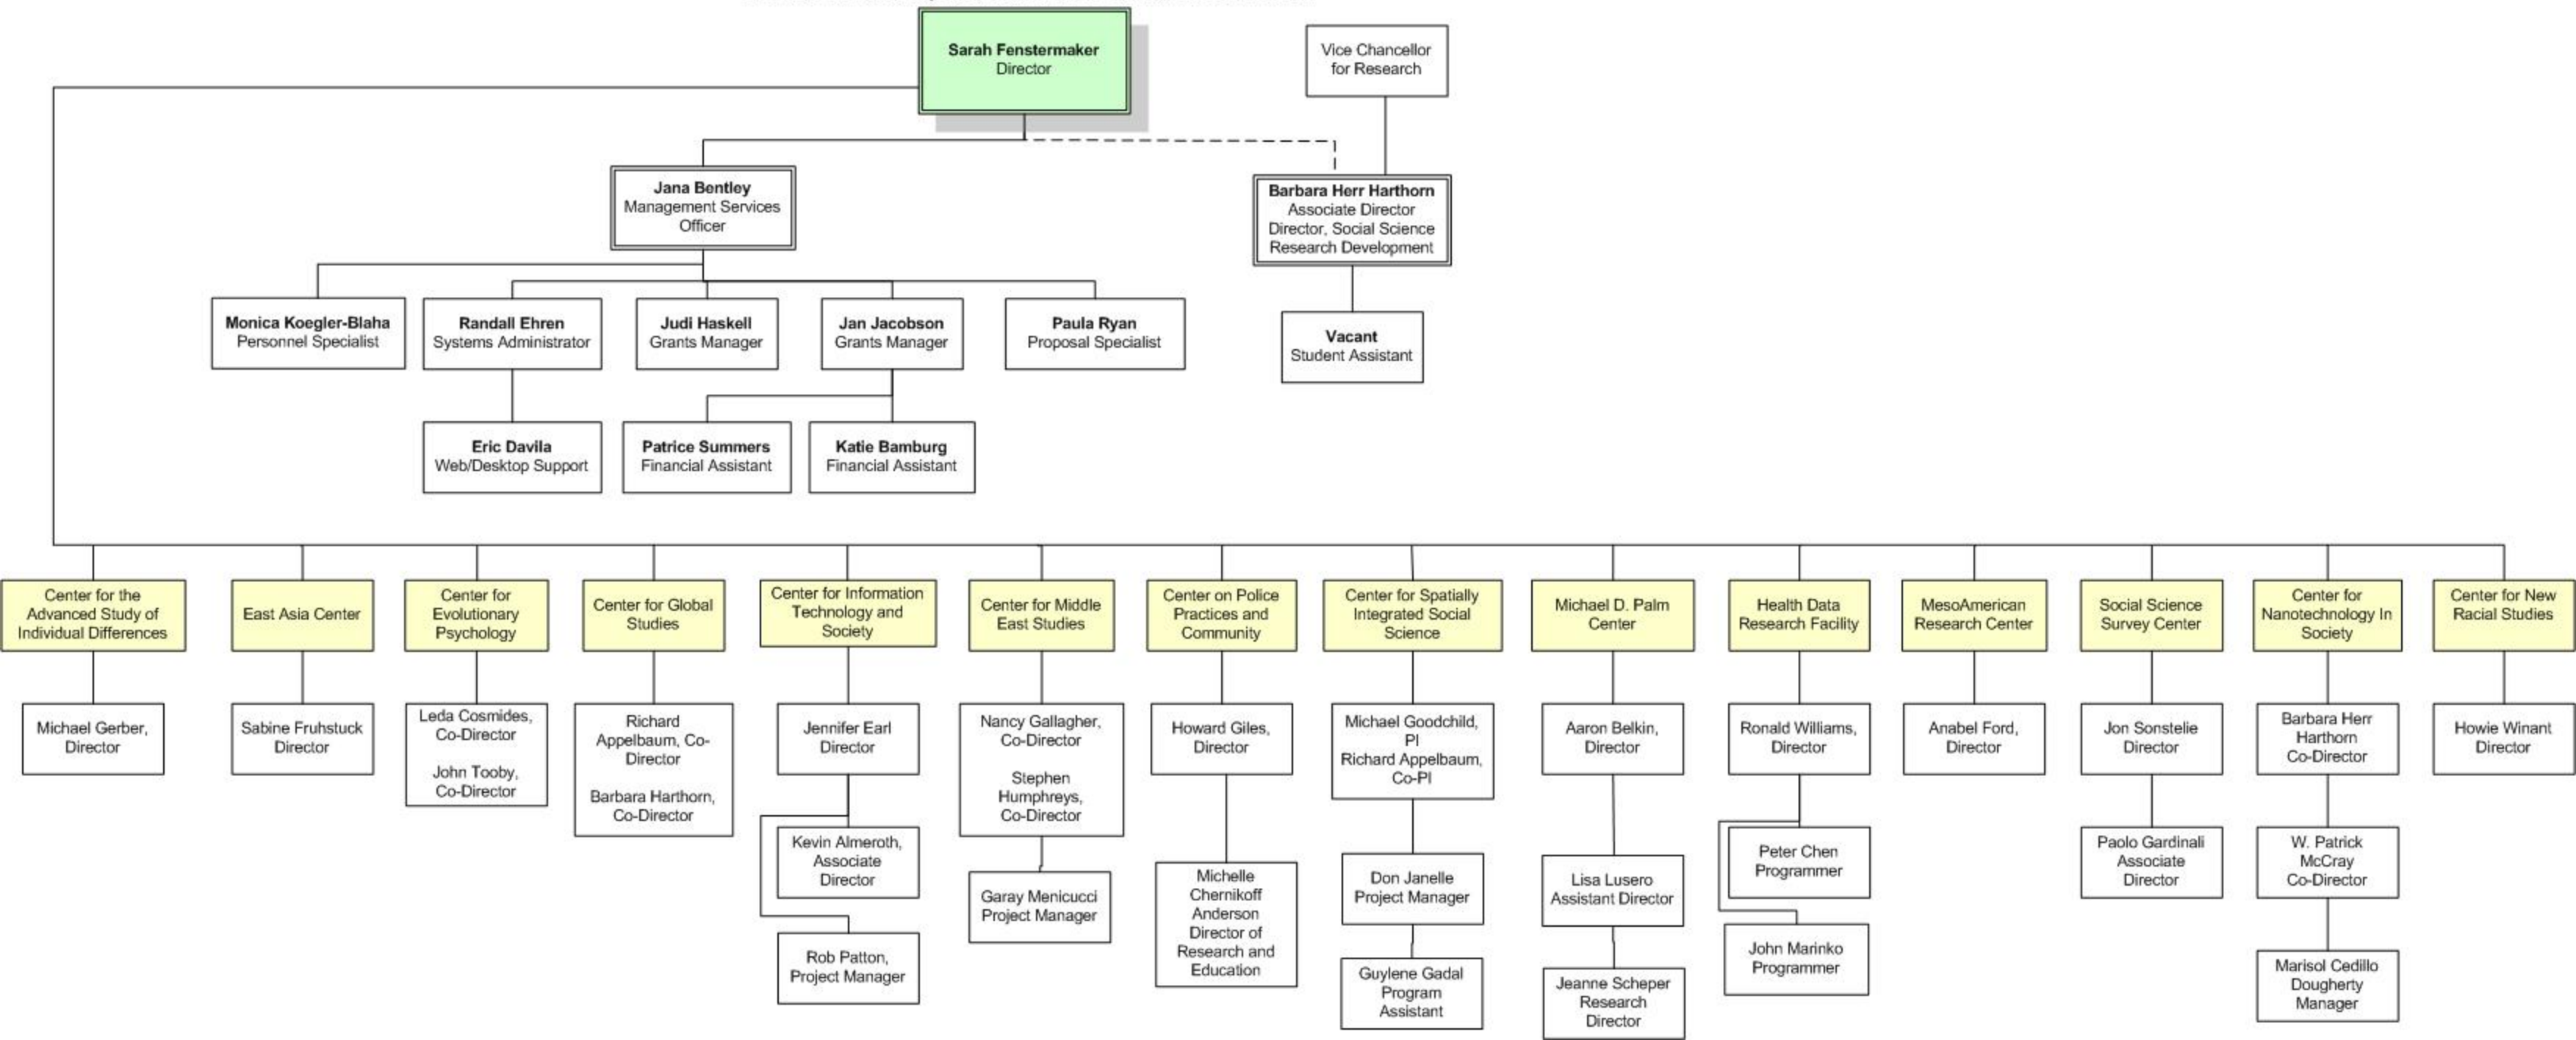 Sarah Fenstermaker
Director
Vice Chancellor
for Research
Jana Bentley
Management Services
Officer
Barbara Herr Harthorn
Associate Director
Director, Social Science
Research Development
Monica Koegler-Blaha
Personnel Specialist
Randall Ehren
Systems Administrator
Judi Haskell
Grants Manager
Jan Jacobson
Grants Manager
Paula Ryan
Proposal Specialist
Vacant
Student Assistant
Eric Davila
Web/Desktop Support
Patrice Summers
Financial Assistant
Katie Bamburg
Financial Assistant
Center for the
Advanced Study of
Individual Differences
East Asia Center
Center for
Evolutionary
Psychology
Center for Global
Studies
Center for Information
Technology and
Society
Center for Middle
East Studies
Center on Police
Practices and
Community
Center for Spatially
Integrated Social
Science
Michael D. Palm
Center
Health Data
Research Facility
MesoAmerican
Research Center
Social Science
Survey Center
Center for
Nanotechnology In
Society
Center for New
Racial Studies
Michael Gerber,
Director
Sabine Fruhstuck
Director
Leda Cosmides,
Co-Director
John Tooby,
Co-Director
Richard
Appelbaum, Co-
Director
Barbara Harthorn,
Co-Director
Jennifer Earl
Director
Nancy Gallagher,
Co-Director
Stephen
Humphreys,
Co-Director
Howard Giles,
Director
Michael Goodchild,
PI
Richard Appelbaum,
Co-PI
Aaron Belkin,
Director
Ronald Williams,
Director
Anabel Ford,
Director
Jon Sonstelie
Director
Barbara Herr
Harthorn
Co-Director
Howie Winant
Director
Kevin Almeroth,
Associate
Director
Rob Patton,
Project Manager
Garay Menicucci
Project Manager
Michelle
Chernikoff
Anderson
Director of
Research and
Education
Don Janelle
Project Manager
Guylene Gadal
Program
Assistant
Lisa Lusero
Assistant Director
Jeanne Scheper
Research
Director
Peter Chen
Programmer
John Marinko
Programmer
Paolo Gardinali
Associate
Director
W. Patrick
McCray
Co-Director
Marisol Cedillo
Dougherty
Manager